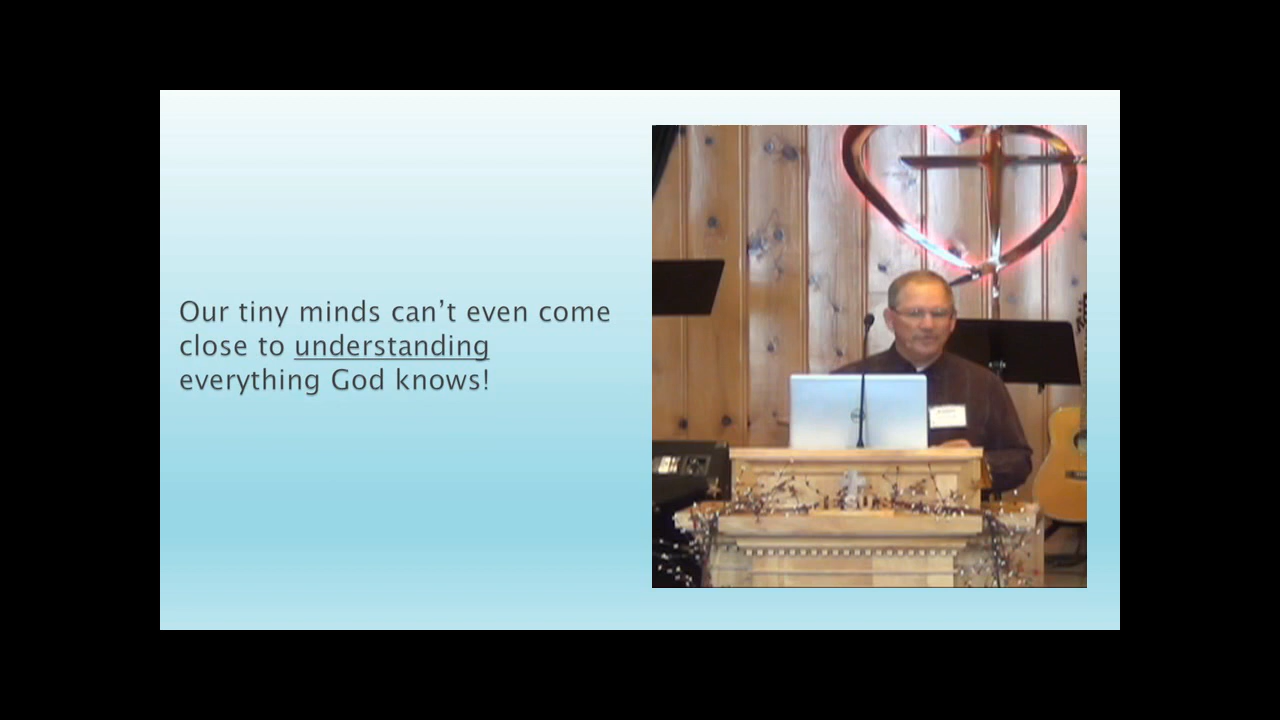 Our tiny minds can’t even come
close to understanding
everything God knows!